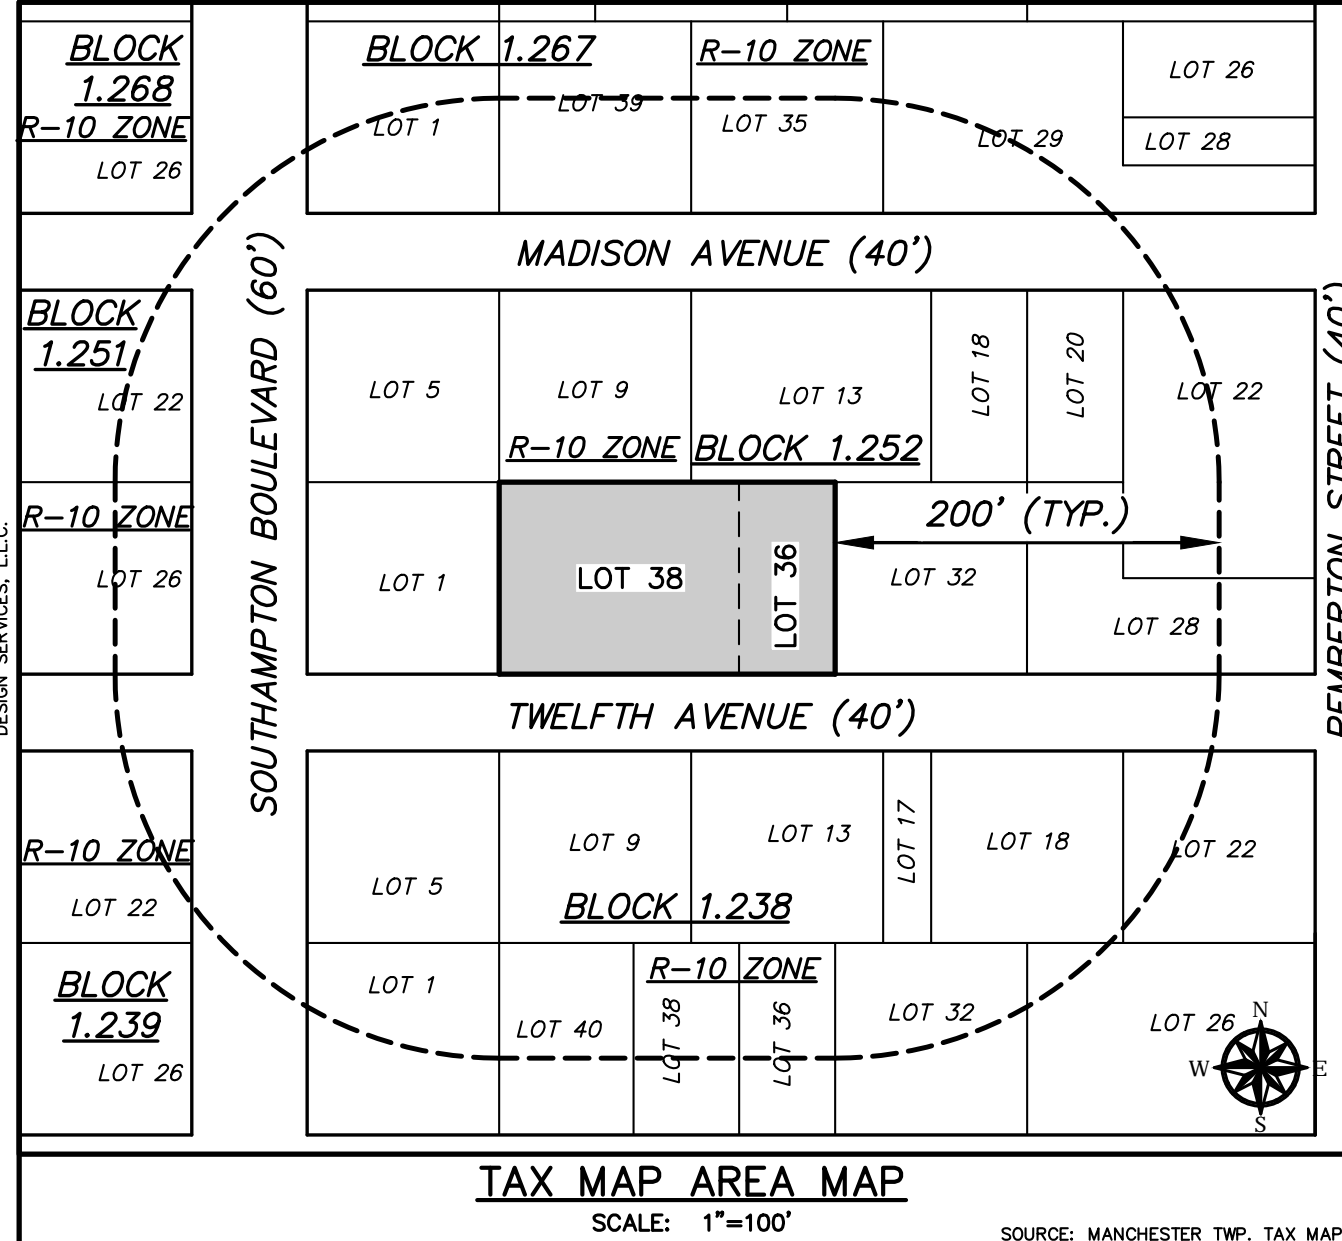 BLOCK
1.268
R-10 ZONE
LOT 26
BLOCK 1.267
R-10 ZONE
LOT 1
LOT 39
LOT 35
LOT 29
LOT 26
LOT 28
MADISON AVENUE (40')
SOUTHAMPTON BOULEVARD (60')
PEMBERTON STREET (40')
BLOCK
1.251
LOT 22
R-10 ZONE
LOT 26
LOT 5
LOT 9
LOT 13
LOT 18
LOT 20
LOT 22
R-10 ZONE
BLOCK 1.252
LOT 1
LOT 38
LOT 36
200' (TYP.)
LOT 32
LOT 28
DESIGN SERVICES, L.L.C.
TWELFTH AVENUE (40')
R-10 ZONE
LOT 22
BLOCK
1.239
LOT 26
LOT 5
LOT 9
LOT 13
LOT 17
LOT 18
LOT 22
BLOCK 1.238
R-10 ZONE
LOT 1
LOT 40
LOT 38
LOT 36
LOT 32
LOT 26
N
W
E
S
TAX MAP AREA MAP
SCALE: 1"=100'
SOURCE: MANCHESTER TWP. TAX MAP